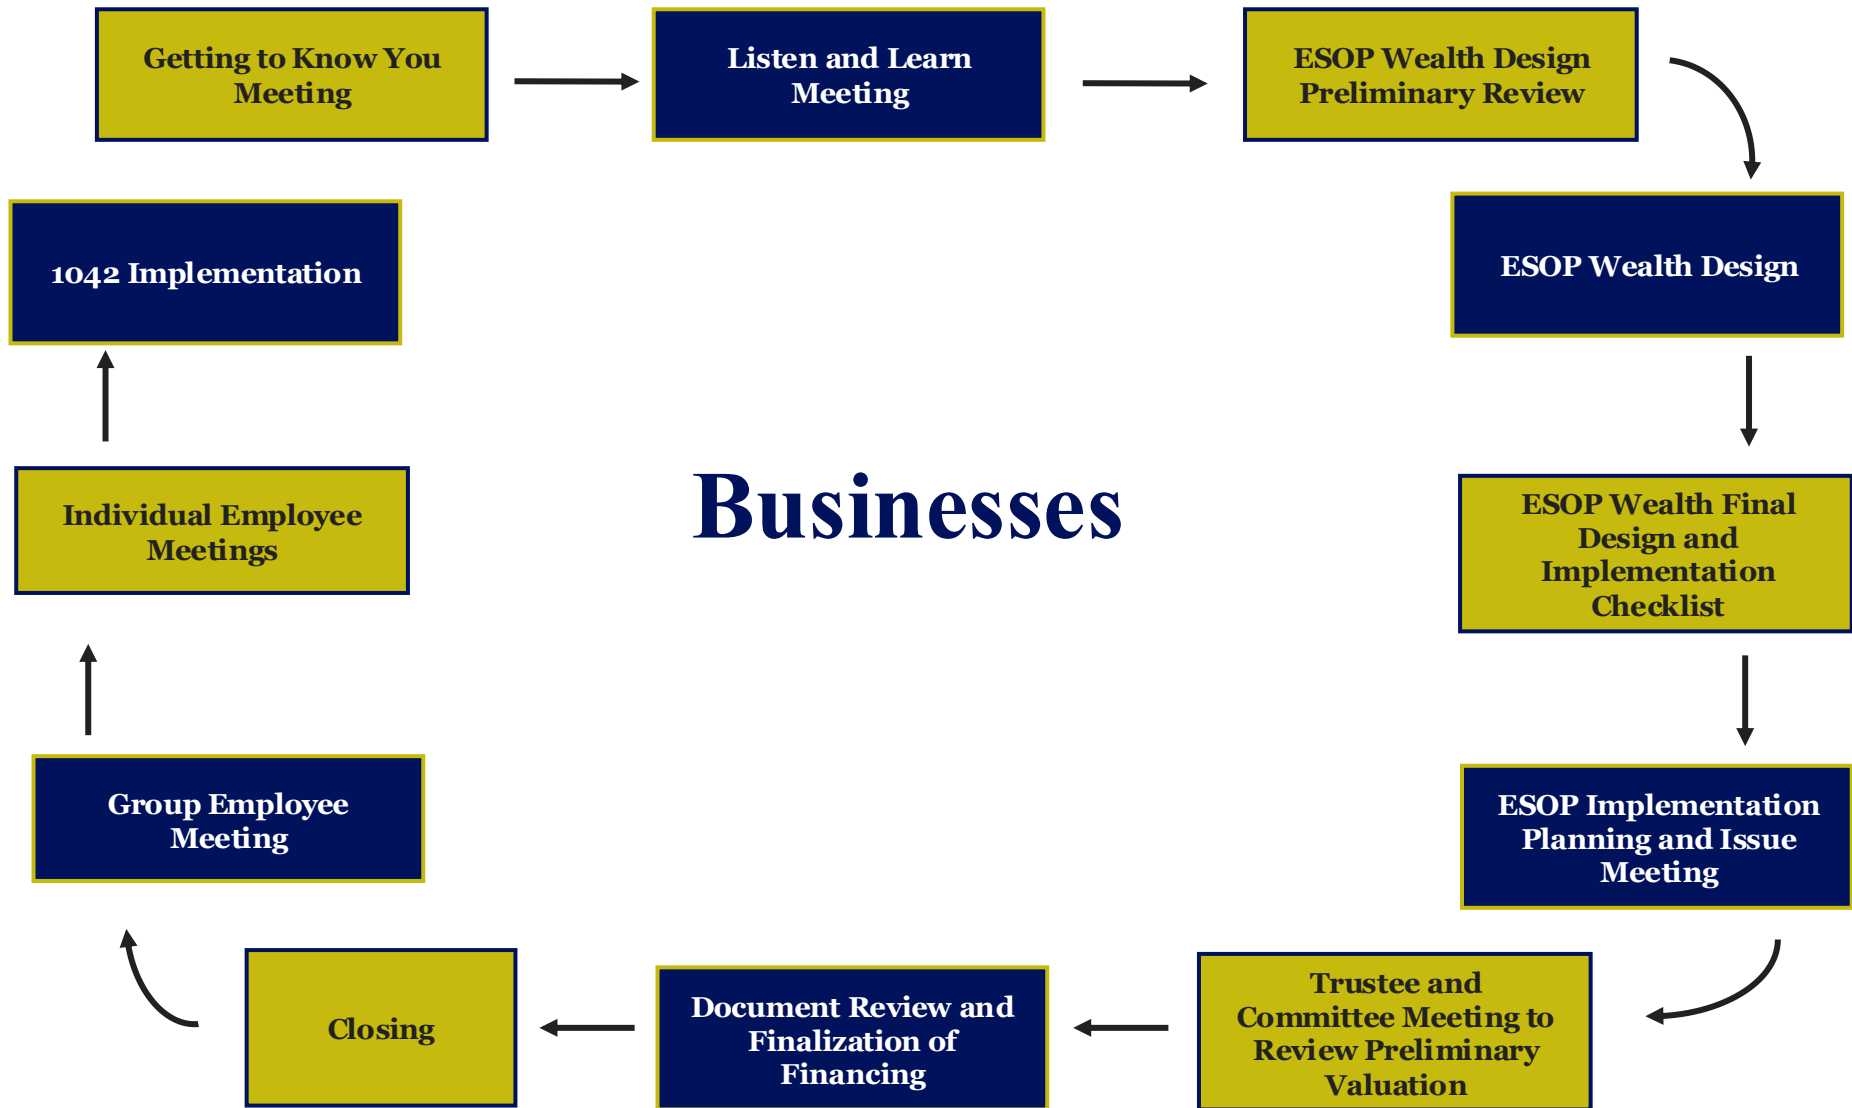 Getting to Know You
Meeting
Listen and Learn
Meeting
ESOP Wealth Design
Preliminary Review
ESOP Wealth Design
ESOP Wealth Final
Design and
Implementation
Checklist
ESOP Implementation
Planning and Issue
Meeting
Trustee and
Committee Meeting to
Review Preliminary
Valuation
Document Review and
Finalization of
Financing
Closing
Group Employee
Meeting
Individual Employee
Meetings
1042 Implementation
Businesses